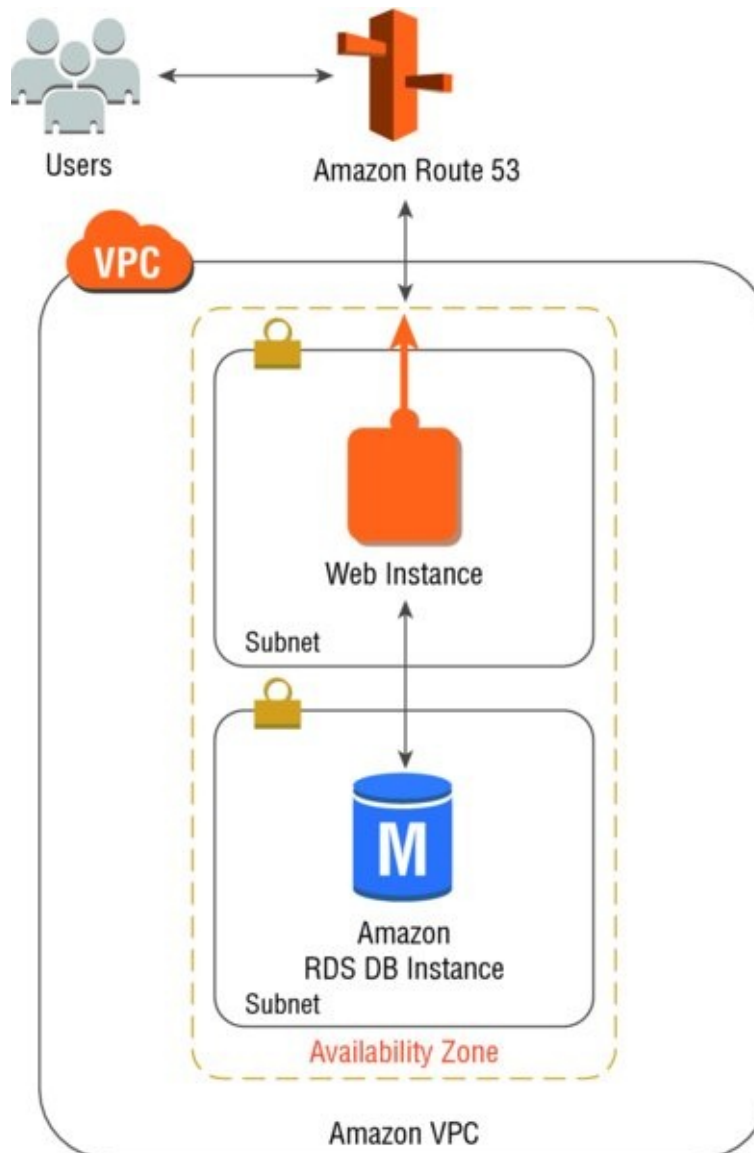 Users
Amazon Route 53
VPC
Web Instance
Subnet
M
Amazon
RDS DB Instance
Subnet
Availability Zone
Amazon VPC